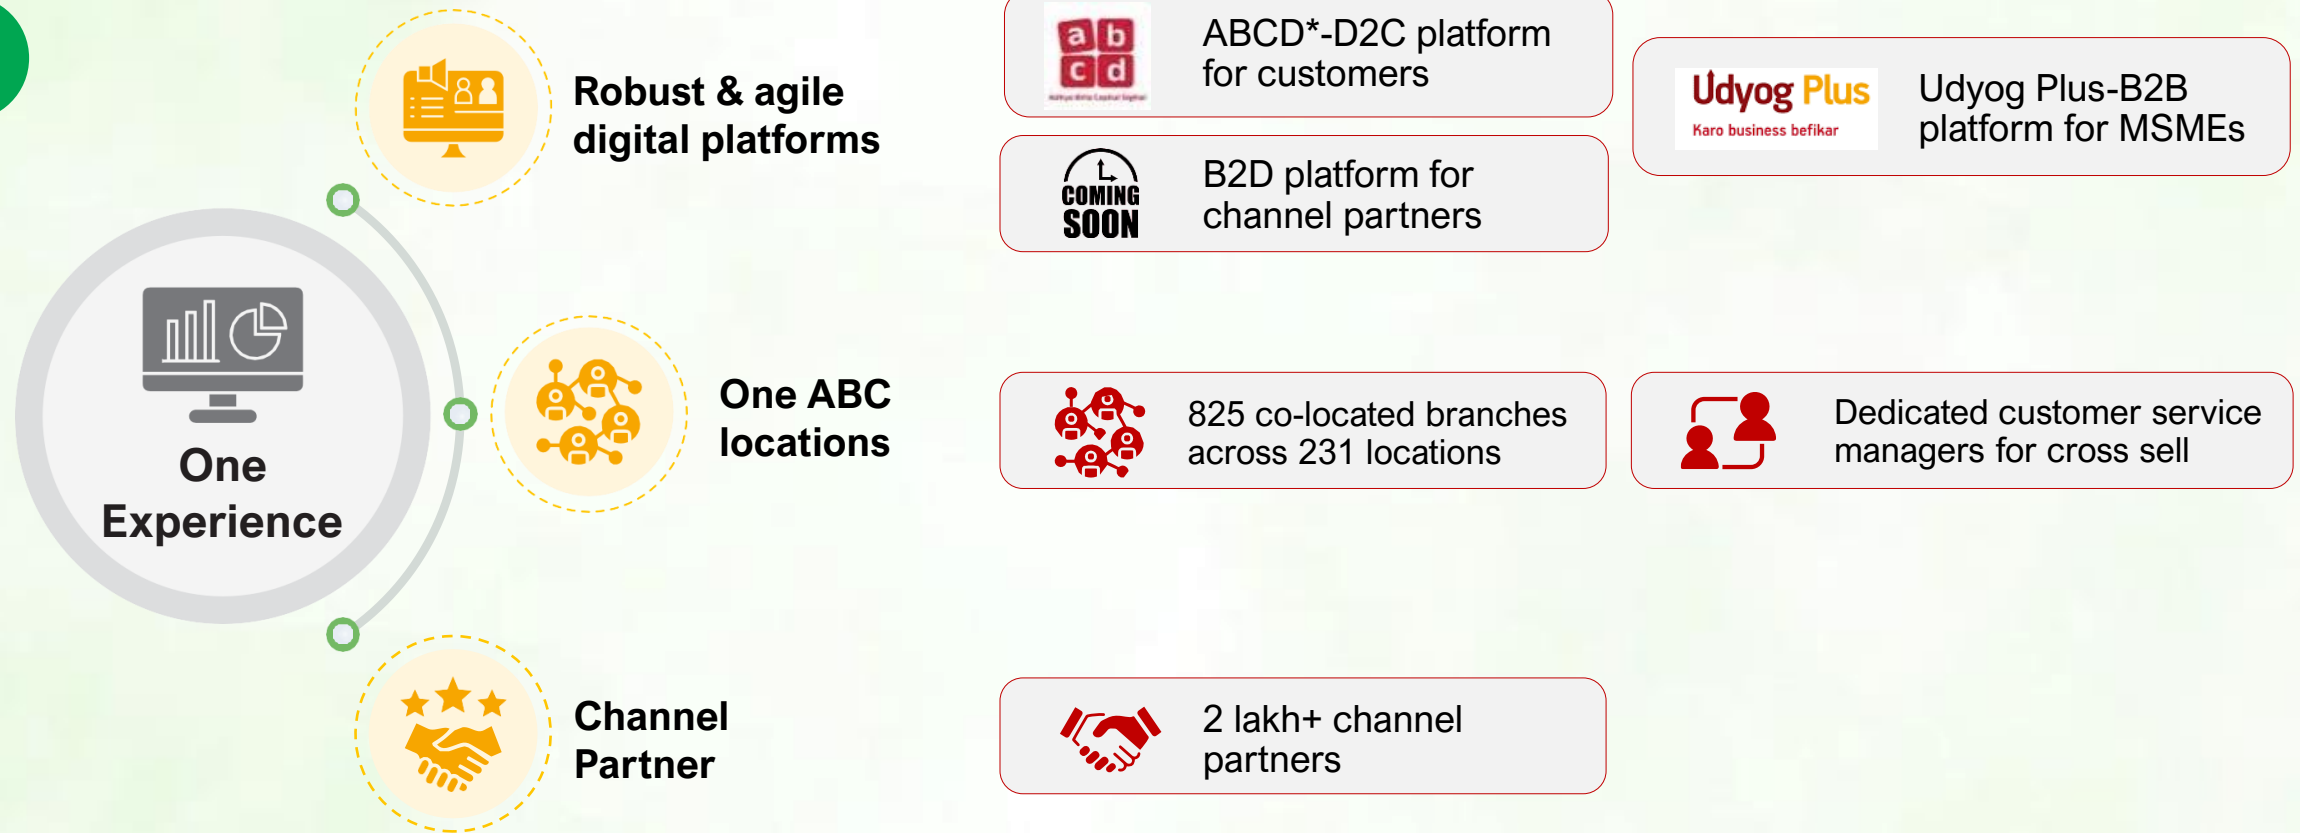 Robust & agile
digital platforms
a b
c d
ABCD*-D2C platform
for customers
Udyog Plus
Karo business befikar
Udyog Plus-B2B
platform for MSMEs
COMING
SOON
B2D platform for
channel partners
One
Experience
One ABC
locations
825 co-located branches
across 231 locations
Dedicated customer service
managers for cross sell
Channel
Partner
2 lakh+ channel
partners